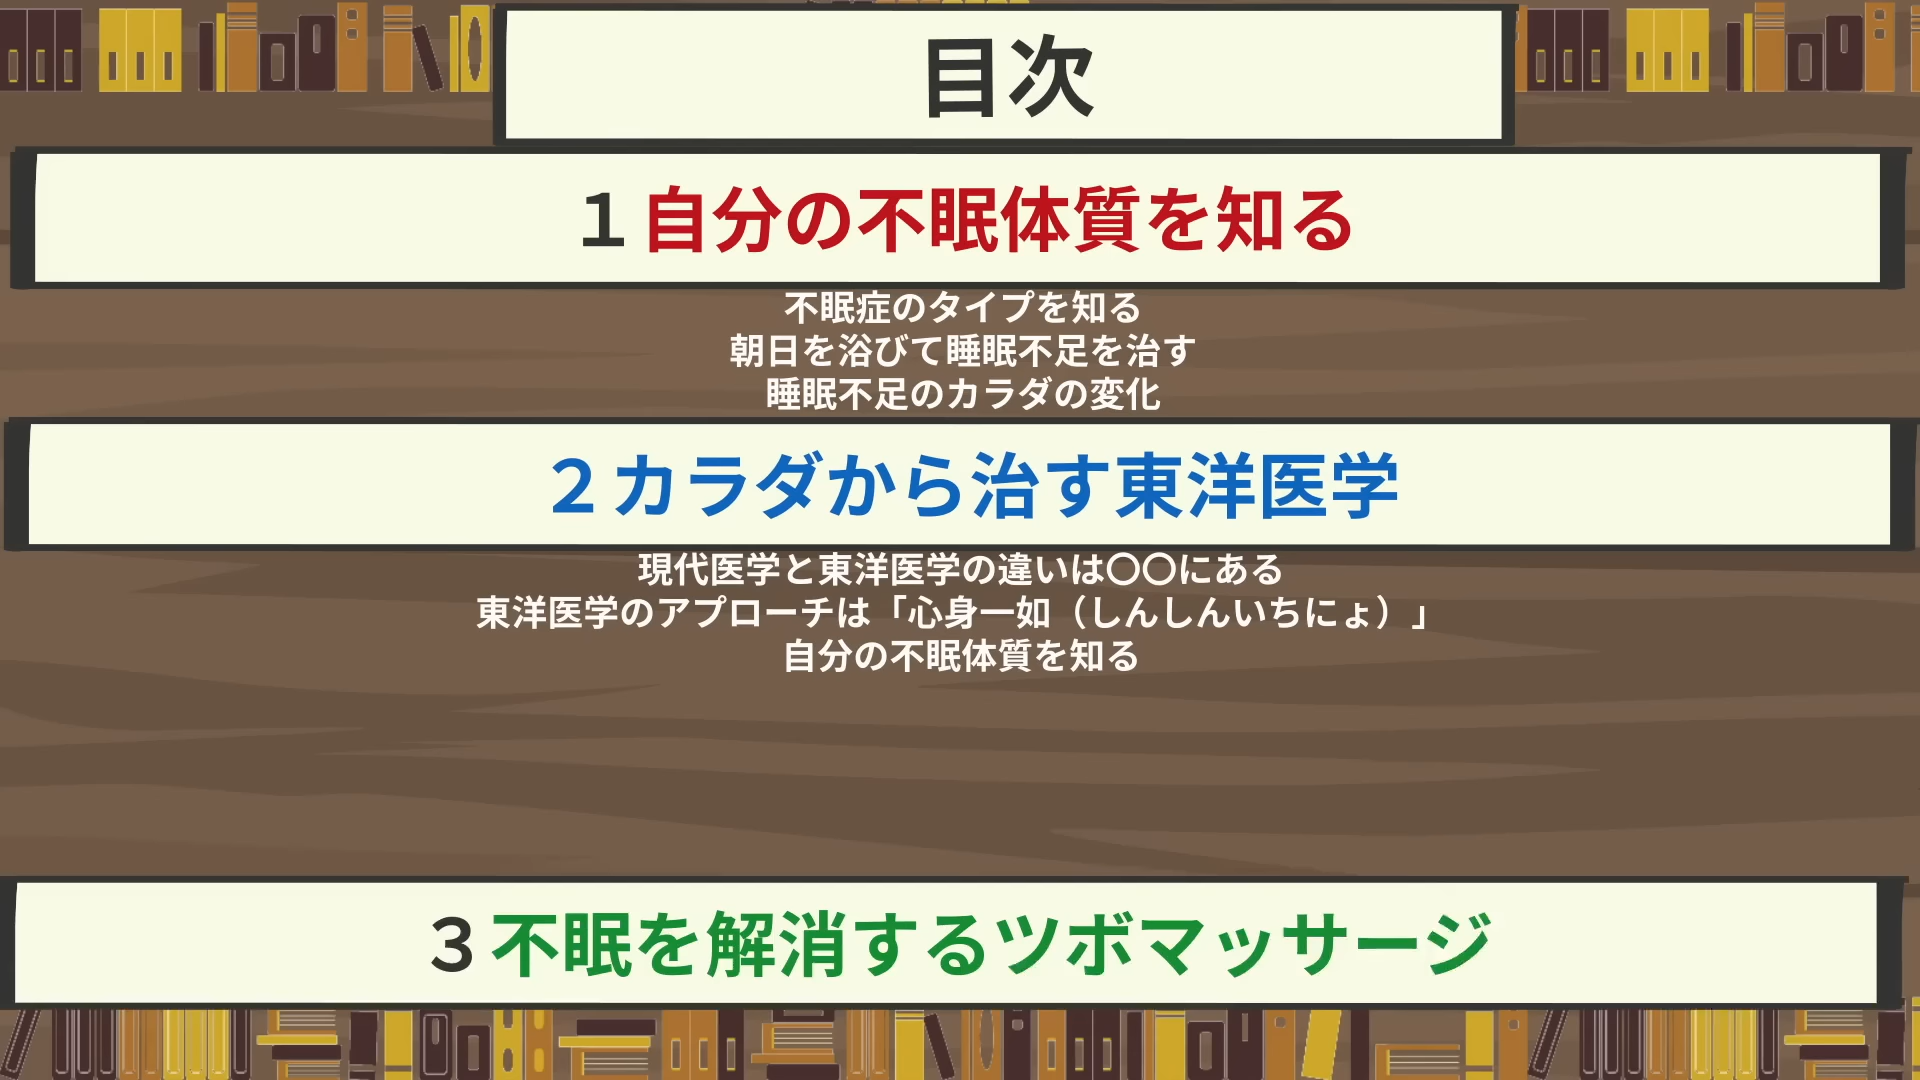 目次
１自分の不眠体質を知る
不眠症のタイプを知る
朝日を浴びて睡眠不足を治す
睡眠不足のカラダの変化
２カラダから治す東洋医学
現代医学と東洋医学の違いは〇〇にある
東洋医学のアプローチは「心身一如（しんしんいちにょ）」
自分の不眠体質を知る
３不眠を解消するツボマッサージ